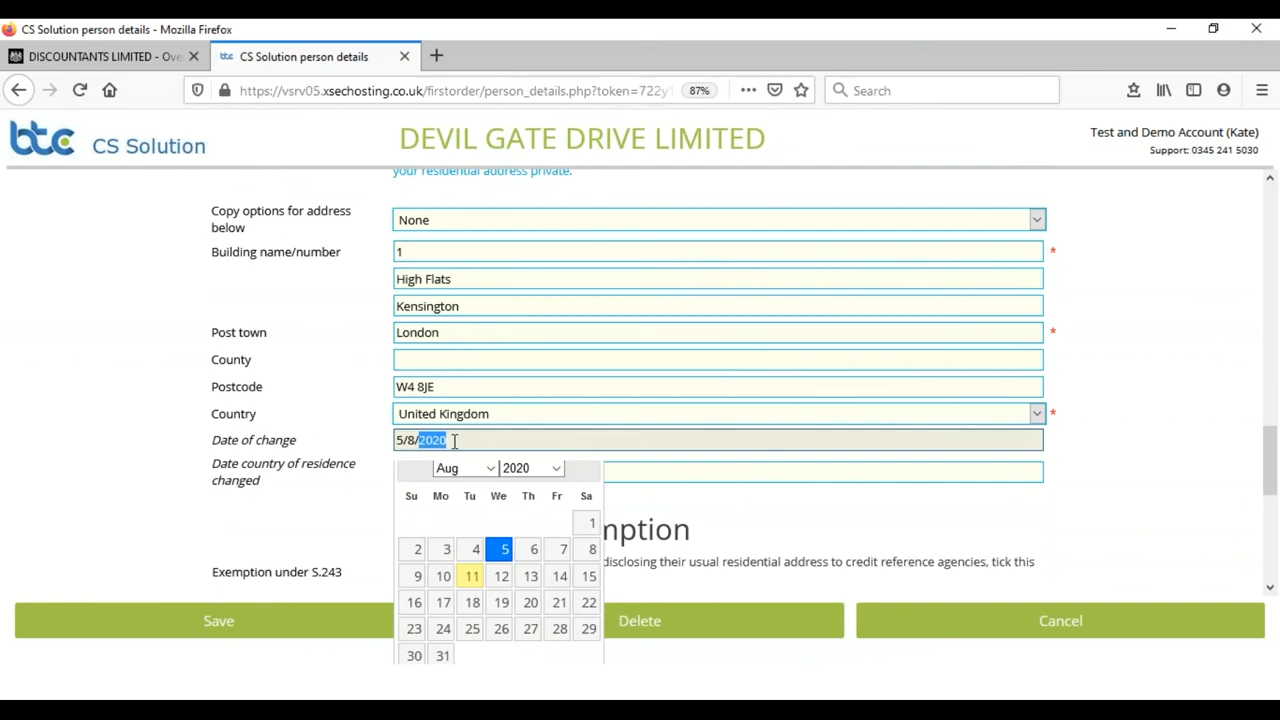 CS Solution person details - Mozilla Firefox
DISCOUNTANTS LIMITED - Ove
CS Solution person details
https://vsrv05.xsechosting.co.uk/firstorder/person_details.php?token=722y1
87%
Search
btc CS Solution
DEVIL GATE DRIVE LIMITED
Test and Demo Account (Kate)
Support: 0345 241 5030
your residential address private.
Copy options for address
below
None
Building name/number
1
*
High Flats
Kensington
Post town
London
*
County
Postcode
W4 8JE
Country
United Kingdom
*
Date of change
5/8/2020
Date country of residence
changed
Aug 2020
Su Mo Tu We Th Fr Sa
1
2 3 4 5 6 7 8
9 10 11 12 13 14 15
16 17 18 19 20 21 22
23 24 25 26 27 28 29
30 31
mption
Exemption under S.243
disclosing their usual residential address to credit reference agencies, tick this
Save
Delete
Cancel